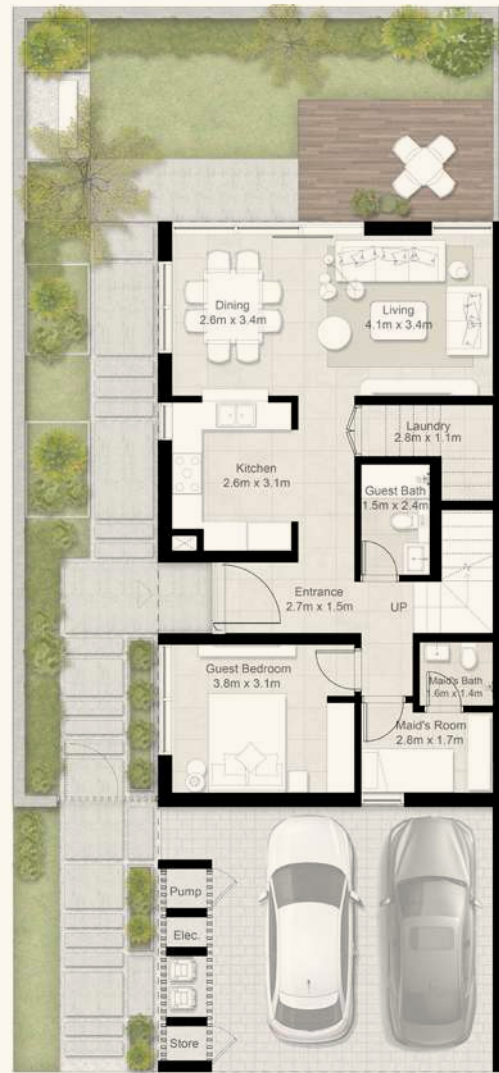 Dining
2.6m x 3.4m
Living
4.1m x 3.4m
Laundry
2.8m x 1.1m
Kitchen
2.6m x 3.1m
Guest Bath
1.5m x 2.4m
Entrance
2.7m x 1.5m
UP
Guest Bedroom
3.8m x 3.1m
Maid's Bath
1.6m x 1.4m
Maid's Room
2.8m x 1.7m
Pump
Elec.
Store